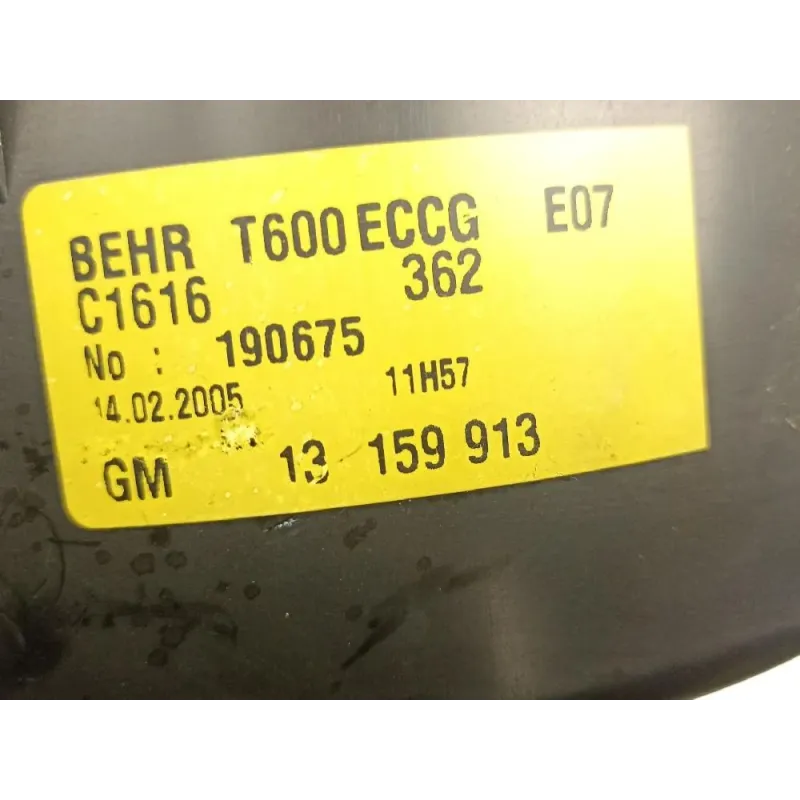 BEHR T600 ECCG E07
C1616 362
No : 190675
14.02.2005 11H57
GM 13 159 913